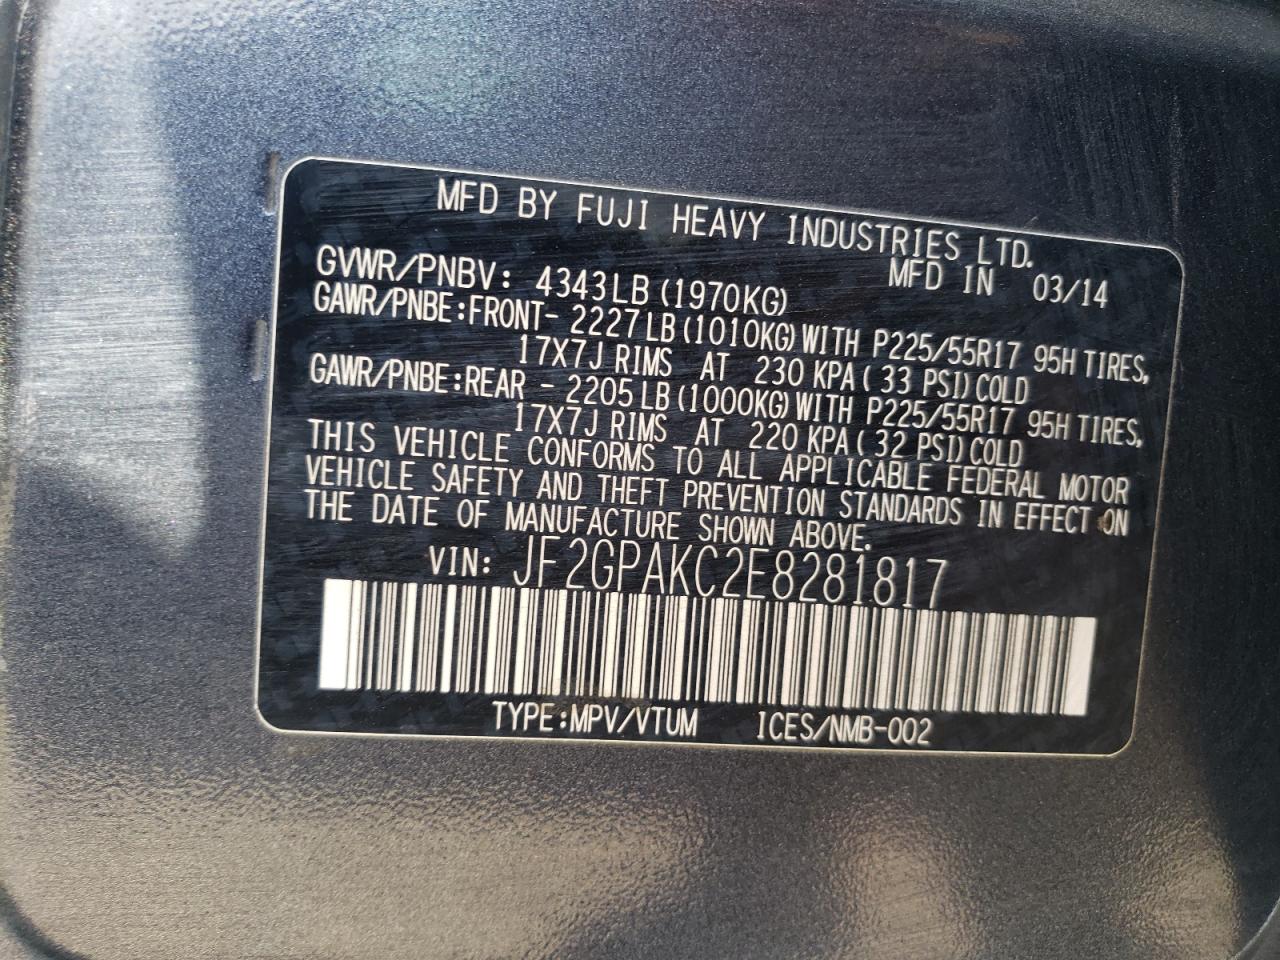 MFD BY FUJI HEAVY INDUSTRIES LTD.
MFD IN 03/14
GVWR/PNBV: 4343LB (1970KG)
GAWR/PNBE:FRONT- 2227LB (1010KG) WITH P225/55R17 95H TIRES,
17X7J RIMS AT 230 KPA (33 PSI) COLD
GAWR/PNBE:REAR - 2205LB (1000KG) WITH P225/55R17 95H TIRES,
17X7J RIMS AT 220 KPA (32 PSI) COLD
THIS VEHICLE CONFORMS TO ALL APPLICABLE FEDERAL MOTOR
VEHICLE SAFETY AND THEFT PREVENTION STANDARDS IN EFFECT ON
THE DATE OF MANUFACTURE SHOWN ABOVE.
VIN: JF2GPAKC2E8281817
TYPE:MPV/VTUM ICES/NMB-002